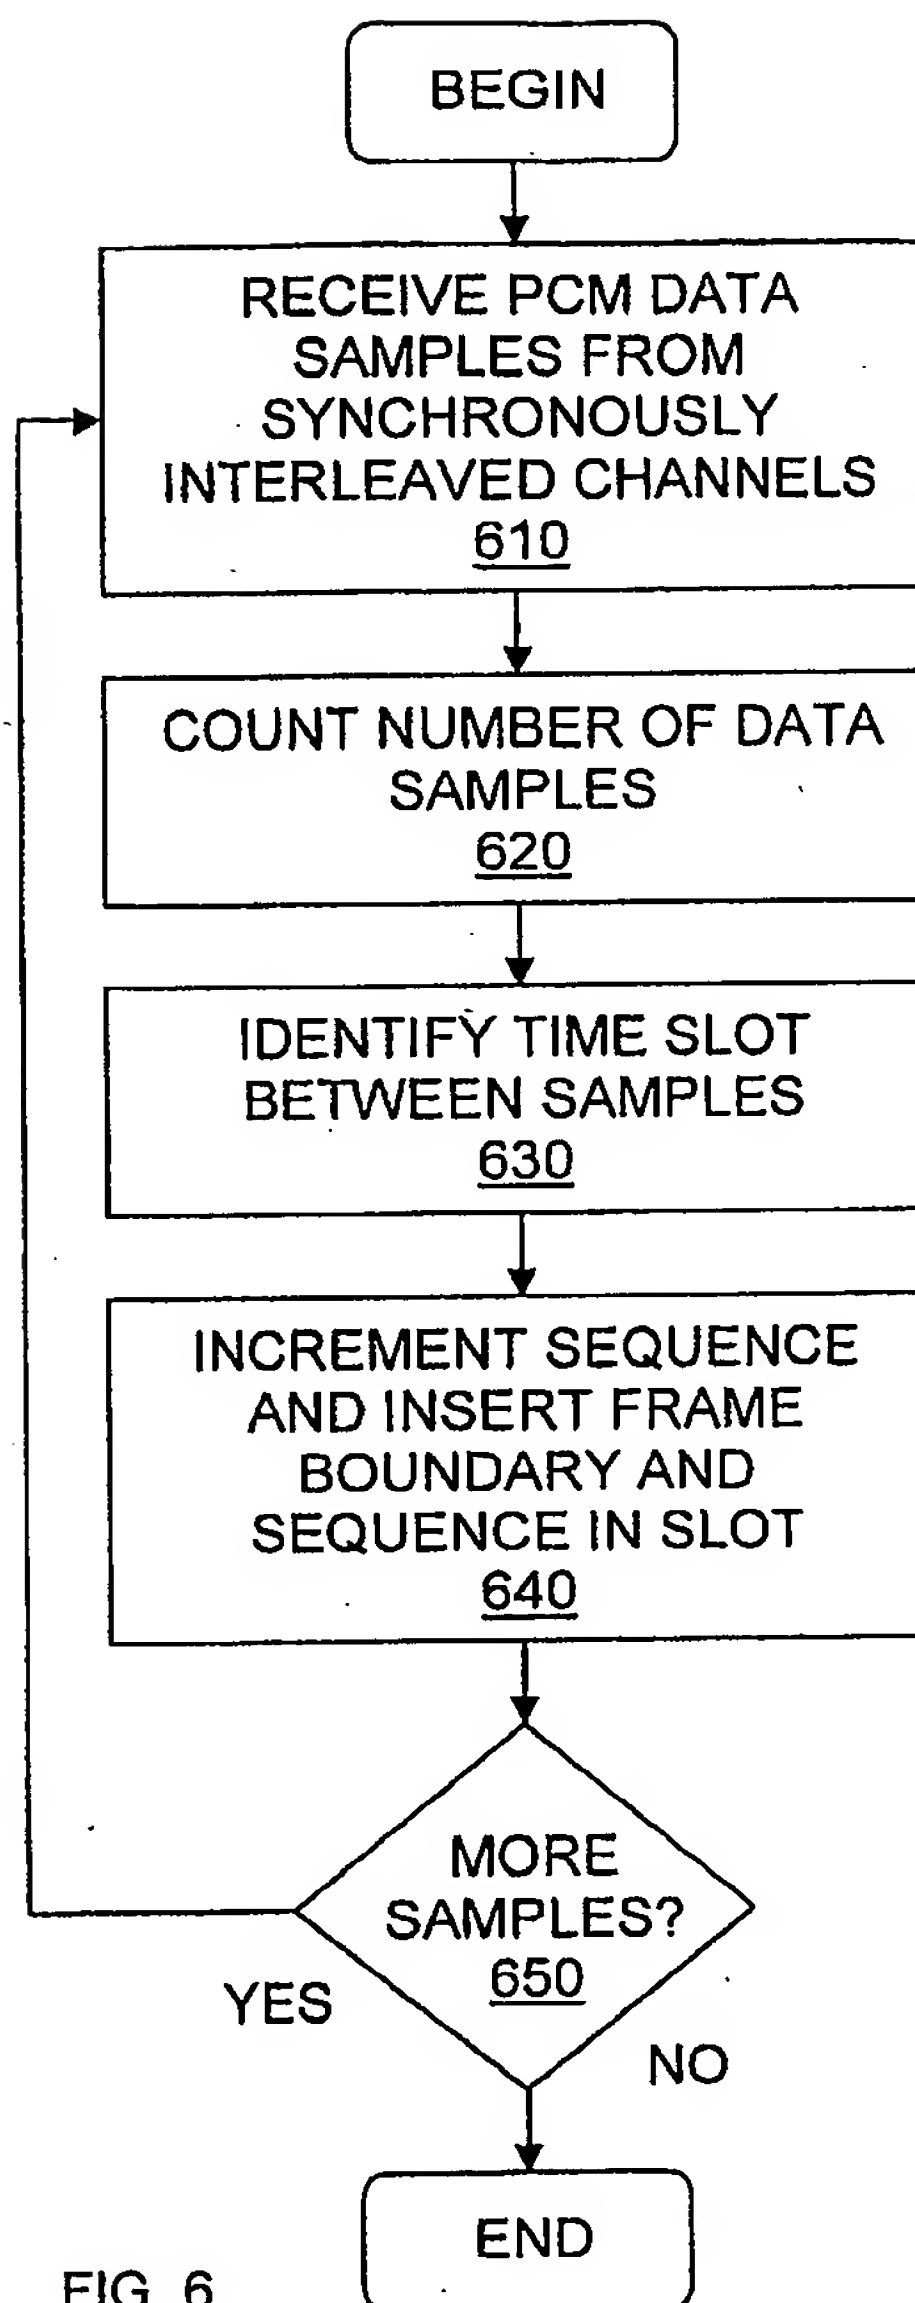 BEGIN
RECEIVE PCM DATA
SAMPLES FROM
SYNCHRONOUSLY
INTERLEAVED CHANNELS
610
COUNT NUMBER OF DATA
SAMPLES
620
IDENTIFY TIME SLOT
BETWEEN SAMPLES
630
INCREMENT SEQUENCE
AND INSERT FRAME
BOUNDARY AND
SEQUENCE IN SLOT
640
MORE
SAMPLES?
650
YES
NO
END
FIG. 6